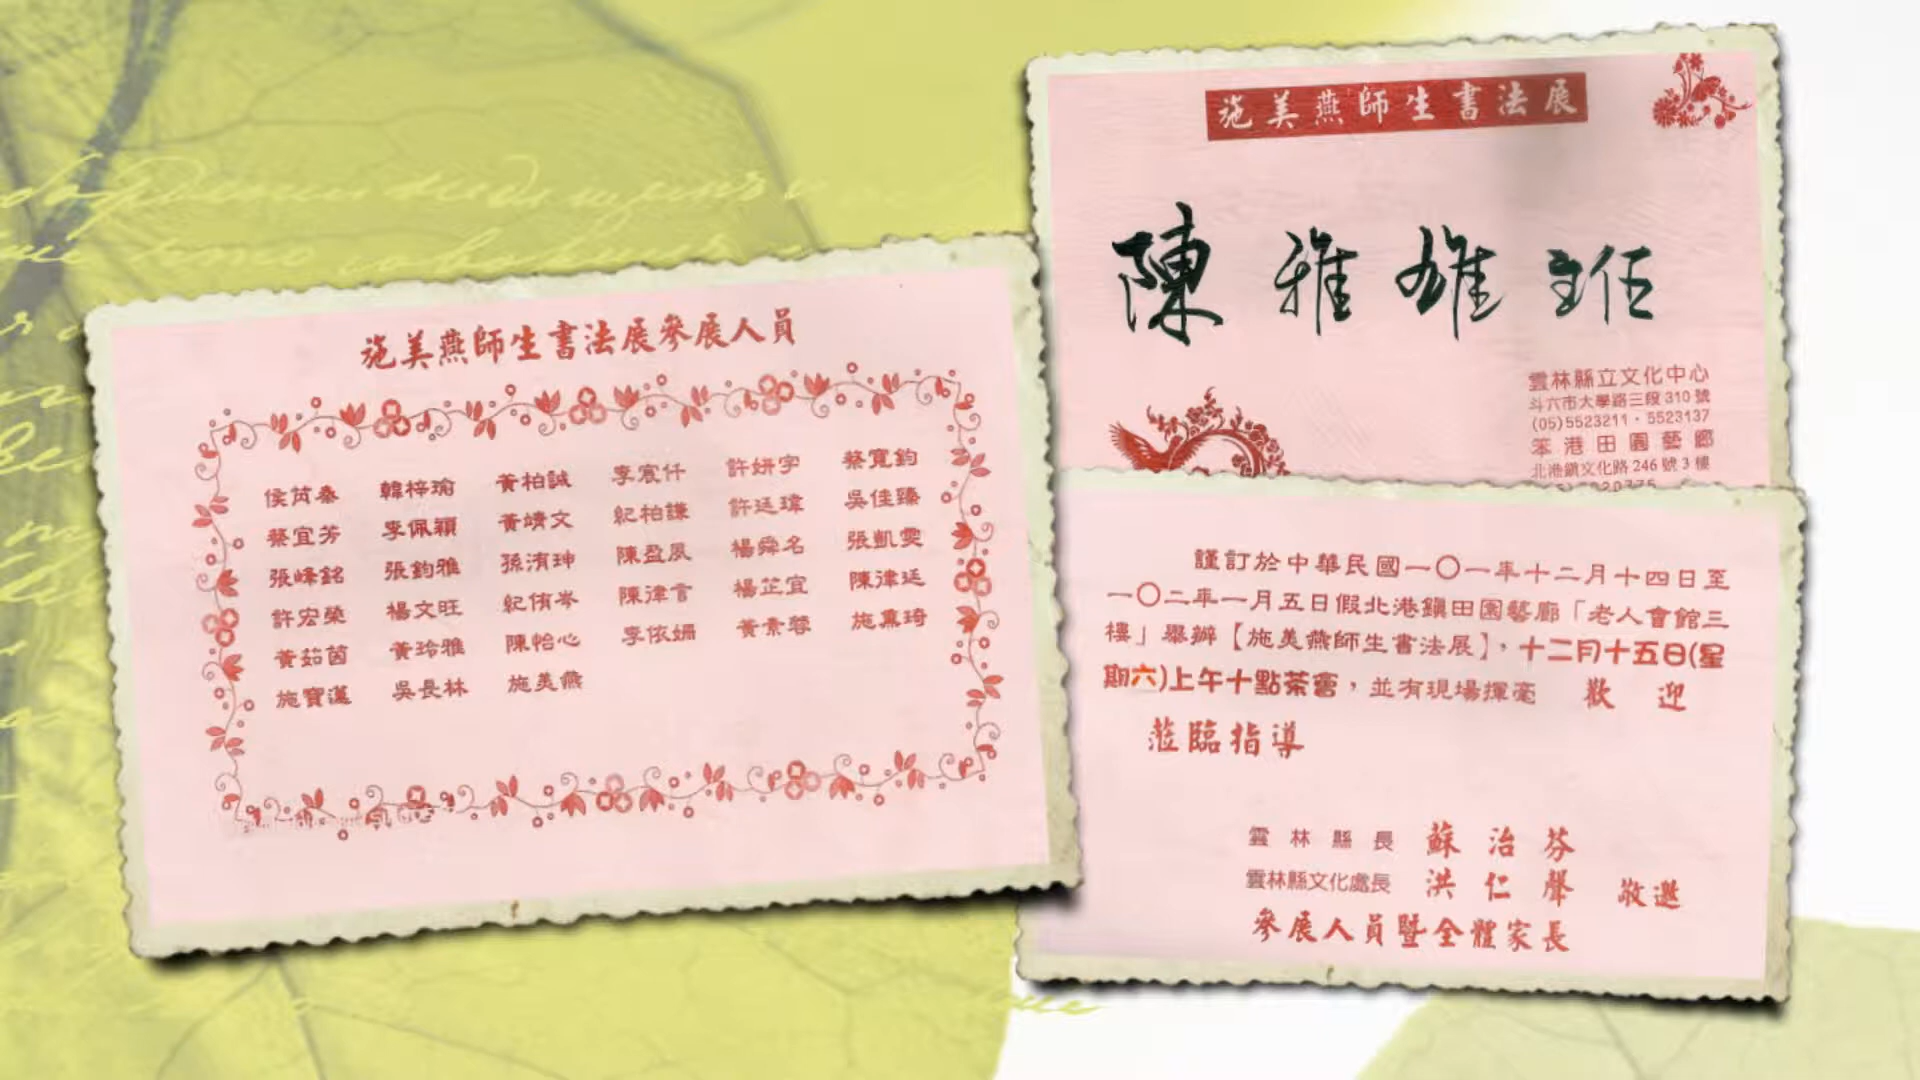 施美燕師生書法展參展人員
侯芮秦 韓梓瑜 黃柏誠 李宸仟 許妍宇 蔡寬鈞
蔡宜芳 李佩穎 黃靖文 紀柏謙 許廷瑋 吳佳臻
張峰銘 張鈞雅 孫洧珅 陳盈夙 楊舜名 張凱雯
許宏榮 楊文旺 紀侑岑 陳律言 楊芷宜 陳律廷
黃茹茵 黃玲雅 陳怡心 李依姍 黃素蓉 施薰琦
施寶漢 吳長林 施美燕
施美燕師生書法展
陳雅雄主任
雲林縣立文化中心
斗六市大學路三段310號
(05)5523211・5523137
笨港田園藝廊
北港鎮文化路246號3樓
謹訂於中華民國一〇一年十二月十四日至
一〇二年一月五日假北港鎮田園藝廊「老人會館三
樓」舉辦【施美燕師生書法展】，十二月十五日(星
期六)上午十點茶會，並有現場揮毫 歡迎
蒞臨指導
雲林縣長 蘇治芬
雲林縣文化處長 洪仁聲 敬邀
參展人員暨全體家長